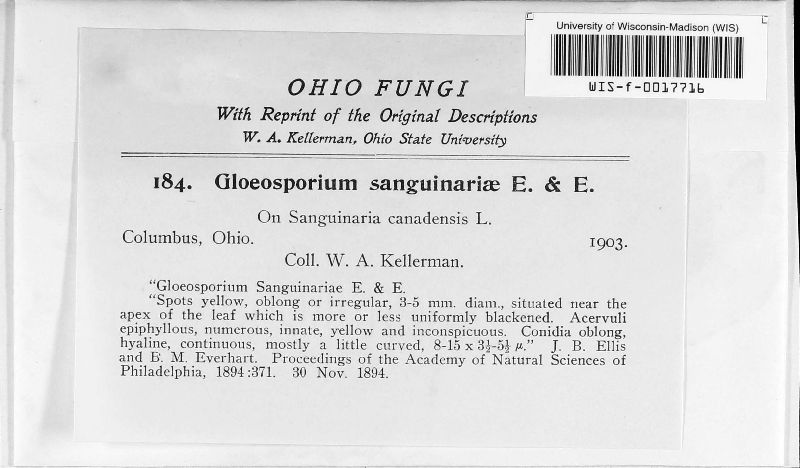 University of Wisconsin-Madison (WIS)
WIS-f-0017716
OHIO FUNGI
With Reprint of the Original Descriptions
W. A. Kellerman, Ohio State University
184. Gloeosporium sanguinariæ E. & E.
On Sanguinaria canadensis L.
Columbus, Ohio. 1903.
Coll. W. A. Kellerman.
"Gloeosporium Sanguinariae E. & E.
"Spots yellow, oblong or irregular, 3-5 mm. diam., situated near the
apex of the leaf which is more or less uniformly blackened. Acervuli
epiphyllous, numerous, innate, yellow and inconspicuous. Conidia oblong,
hyaline, continuous, mostly a little curved, 8-15 x 3½-5½ µ." J. B. Ellis
and B. M. Everhart. Proceedings of the Academy of Natural Sciences of
Philadelphia, 1894:371. 30 Nov. 1894.